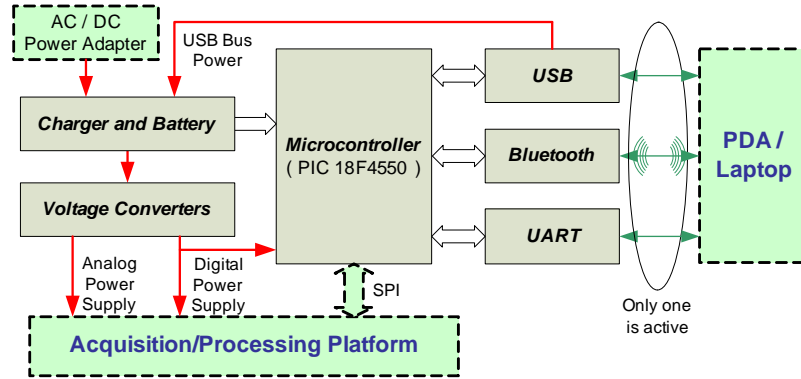 AC / DC
Power Adapter
USB Bus
Power
Charger and Battery
Voltage Converters
Analog
Power
Supply
Digital
Power
Supply
Microcontroller
( PIC 18F4550 )
SPI
USB
Bluetooth
UART
PDA /
Laptop
Only one
is active
Acquisition/Processing Platform